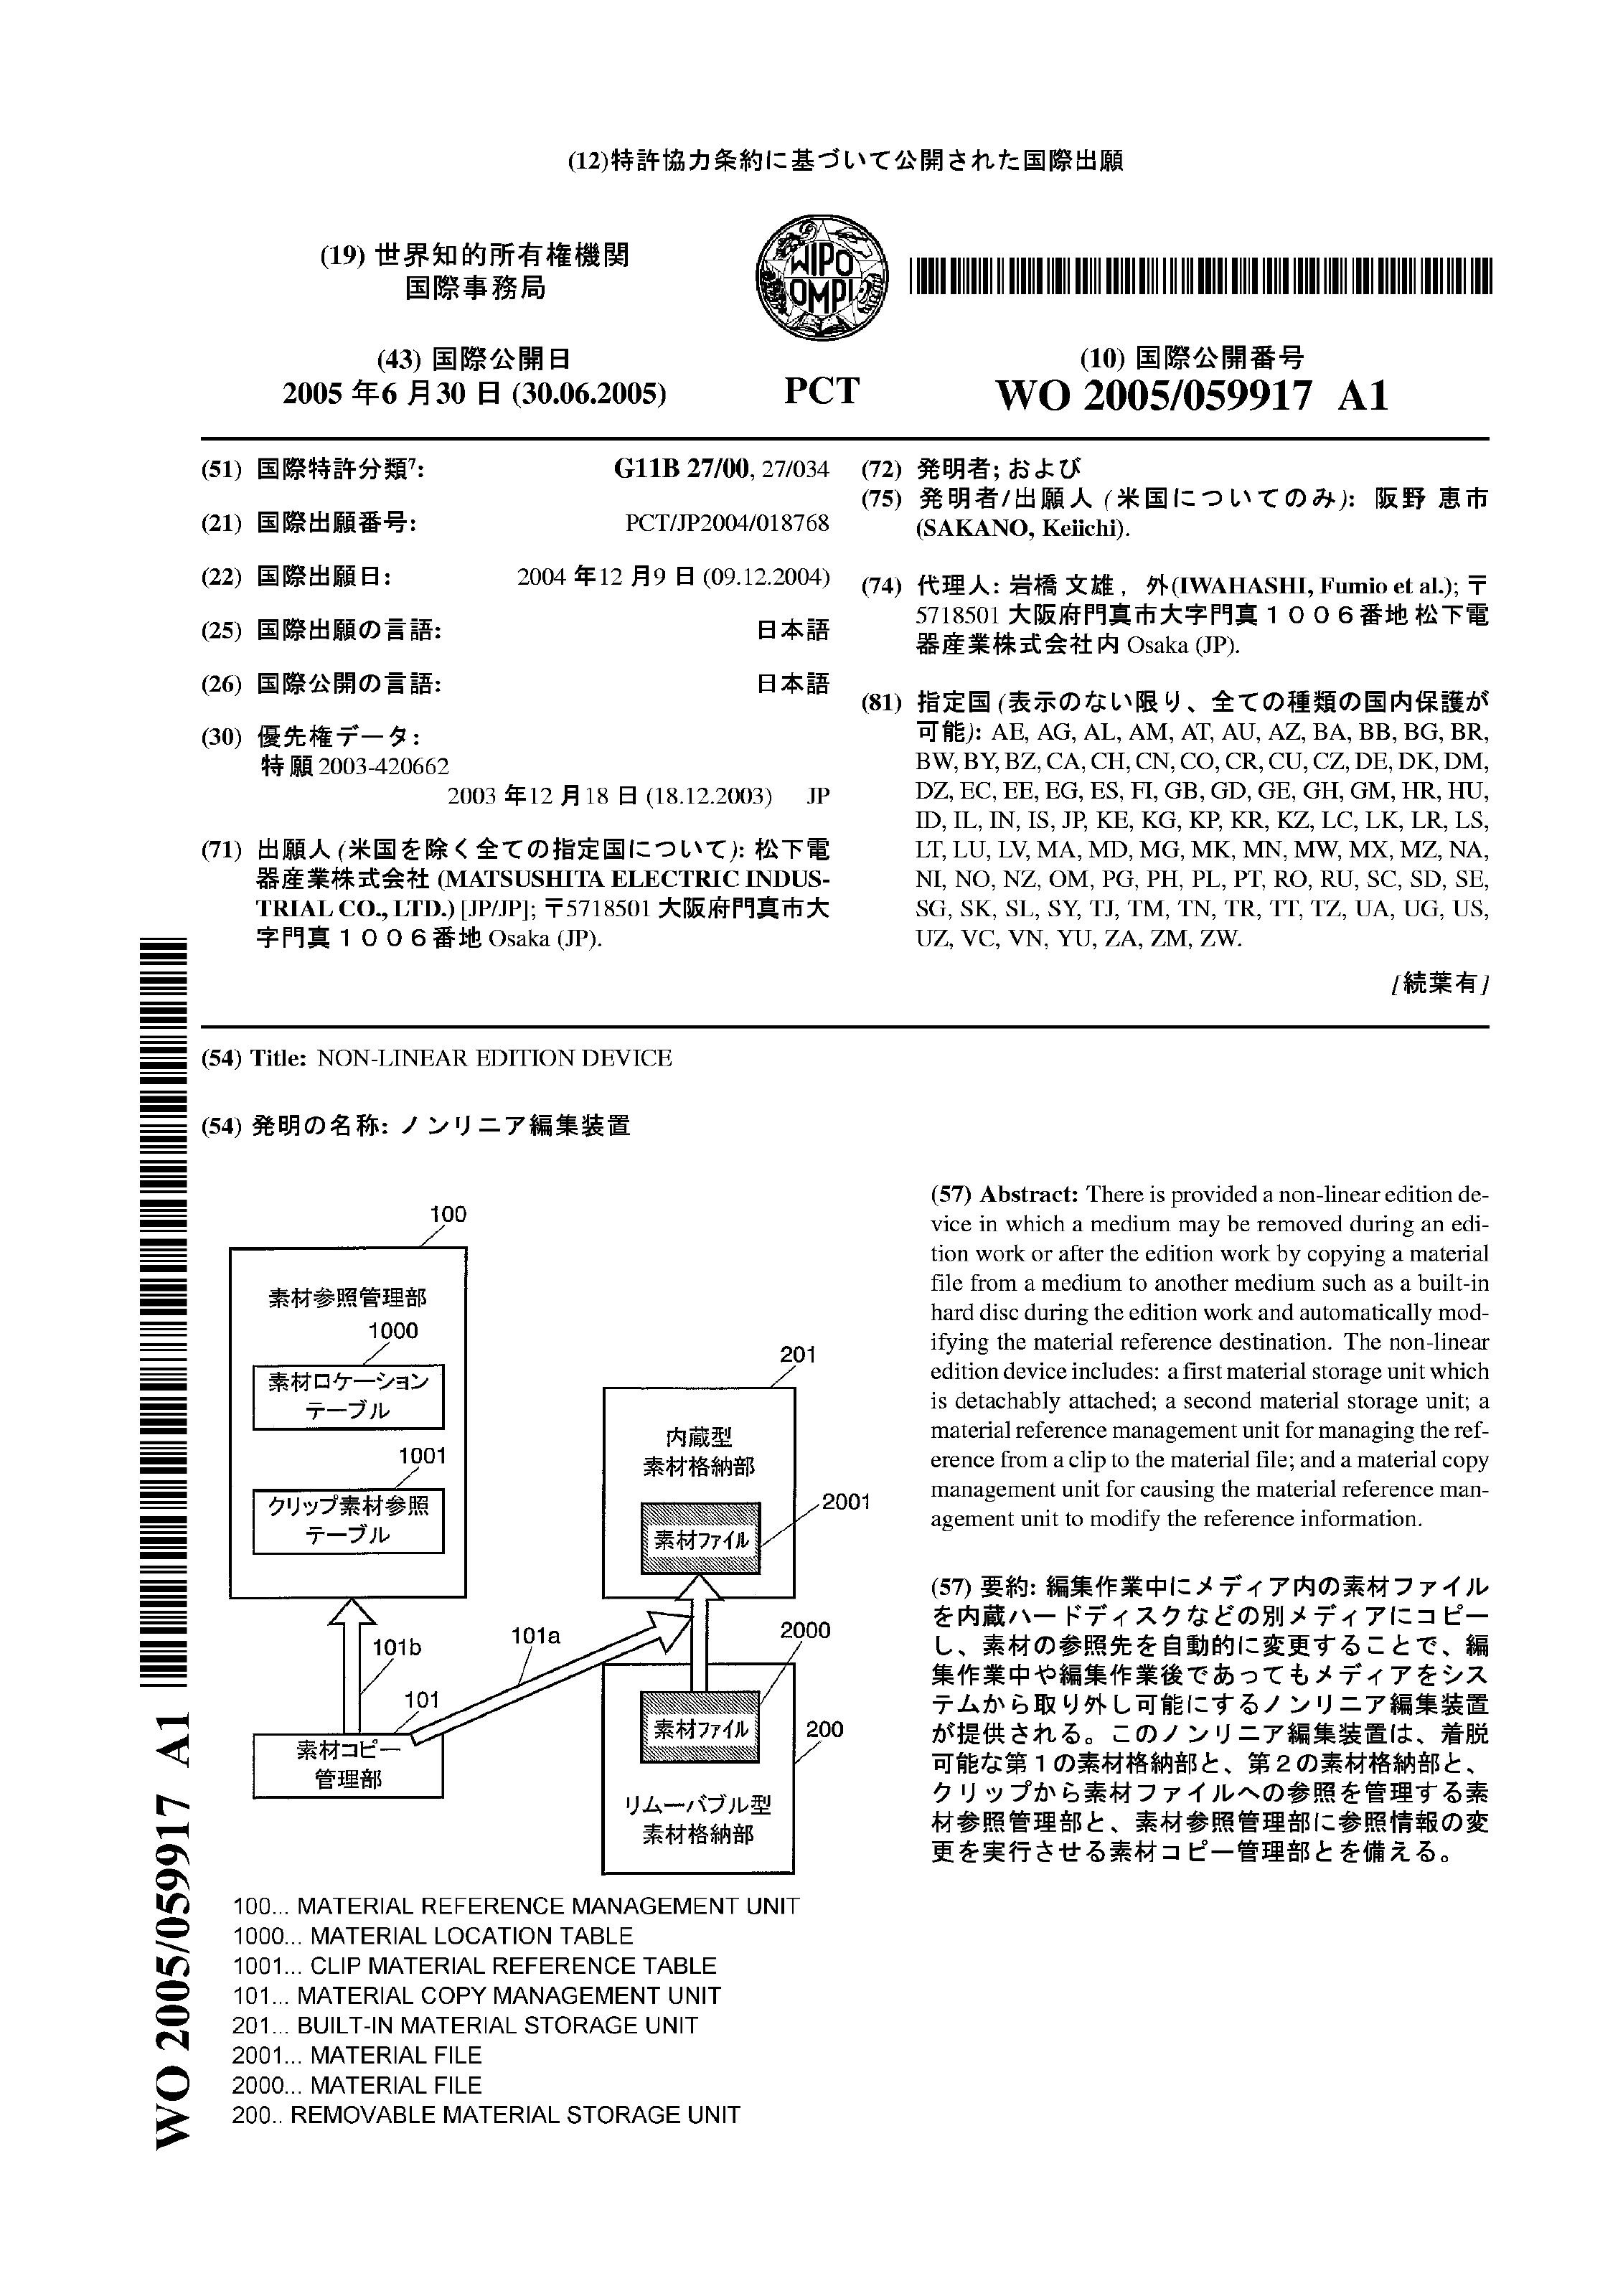 (12)特許協力条約に基づいて公開された国際出願
(19) 世界知的所有権機関
国際事務局
(43) 国際公開日
2005 年6 月30 日 (30.06.2005)
WIPO
OMPI
PCT
(10) 国際公開番号
WO 2005/059917 A1
(51) 国際特許分類7: G11B 27/00, 27/034
(21) 国際出願番号: PCT/JP2004/018768
(22) 国際出願日: 2004 年12 月9 日 (09.12.2004)
(25) 国際出願の言語: 日本語
(26) 国際公開の言語: 日本語
(30) 優先権データ:
特願2003-420662
2003 年12 月18 日 (18.12.2003) JP
(71) 出願人 (米国を除く全ての指定国について): 松下電
器産業株式会社 (MATSUSHITA ELECTRIC INDUS-
TRIAL CO., LTD.) [JP/JP]; 〒5718501 大阪府門真市大
字門真１００６番地 Osaka (JP).
(72) 発明者; および
(75) 発明者/出願人 (米国についてのみ): 阪野 恵市
(SAKANO, Keiichi).
(74) 代理人: 岩橋 文雄, 外(IWAHASHI, Fumio et al.); 〒
5718501 大阪府門真市大字門真１００６番地 松下電
器産業株式会社内 Osaka (JP).
(81) 指定国 (表示のない限り、全ての種類の国内保護が
可能): AE, AG, AL, AM, AT, AU, AZ, BA, BB, BG, BR,
BW, BY, BZ, CA, CH, CN, CO, CR, CU, CZ, DE, DK, DM,
DZ, EC, EE, EG, ES, FI, GB, GD, GE, GH, GM, HR, HU,
ID, IL, IN, IS, JP, KE, KG, KP, KR, KZ, LC, LK, LR, LS,
LT, LU, LV, MA, MD, MG, MK, MN, MW, MX, MZ, NA,
NI, NO, NZ, OM, PG, PH, PL, PT, RO, RU, SC, SD, SE,
SG, SK, SL, SY, TJ, TM, TN, TR, TT, TZ, UA, UG, US,
UZ, VC, VN, YU, ZA, ZM, ZW.
[続葉有]
(54) Title: NON-LINEAR EDITION DEVICE
(54) 発明の名称: ノンリニア編集装置
100
素材参照管理部
1000
素材ロケーション
テーブル
1001
クリップ素材参照
テーブル
201
内蔵型
素材格納部
2001
素材ファイル
101b
101a
2000
101
素材コピー
管理部
素材ファイル
200
リムーバブル型
素材格納部
100... MATERIAL REFERENCE MANAGEMENT UNIT
1000... MATERIAL LOCATION TABLE
1001... CLIP MATERIAL REFERENCE TABLE
101... MATERIAL COPY MANAGEMENT UNIT
201... BUILT-IN MATERIAL STORAGE UNIT
2001... MATERIAL FILE
2000... MATERIAL FILE
200.. REMOVABLE MATERIAL STORAGE UNIT
(57) Abstract: There is provided a non-linear edition de-
vice in which a medium may be removed during an edi-
tion work or after the edition work by copying a material
file from a medium to another medium such as a built-in
hard disc during the edition work and automatically mod-
ifying the material reference destination. The non-linear
edition device includes: a first material storage unit which
is detachably attached; a second material storage unit; a
material reference management unit for managing the ref-
erence from a clip to the material file; and a material copy
management unit for causing the material reference man-
agement unit to modify the reference information.
(57) 要約: 編集作業中にメディア内の素材ファイル
を内蔵ハードディスクなどの別メディアにコピー
し、素材の参照先を自動的に変更することで、編
集作業中や編集作業後であってもメディアをシス
テムから取り外し可能にするノンリニア編集装置
が提供される。このノンリニア編集装置は、着脱
可能な第１の素材格納部と、第２の素材格納部と、
クリップから素材ファイルへの参照を管理する素
材参照管理部と、素材参照管理部に参照情報の変
更を実行させる素材コピー管理部とを備える。
WO 2005/059917 A1